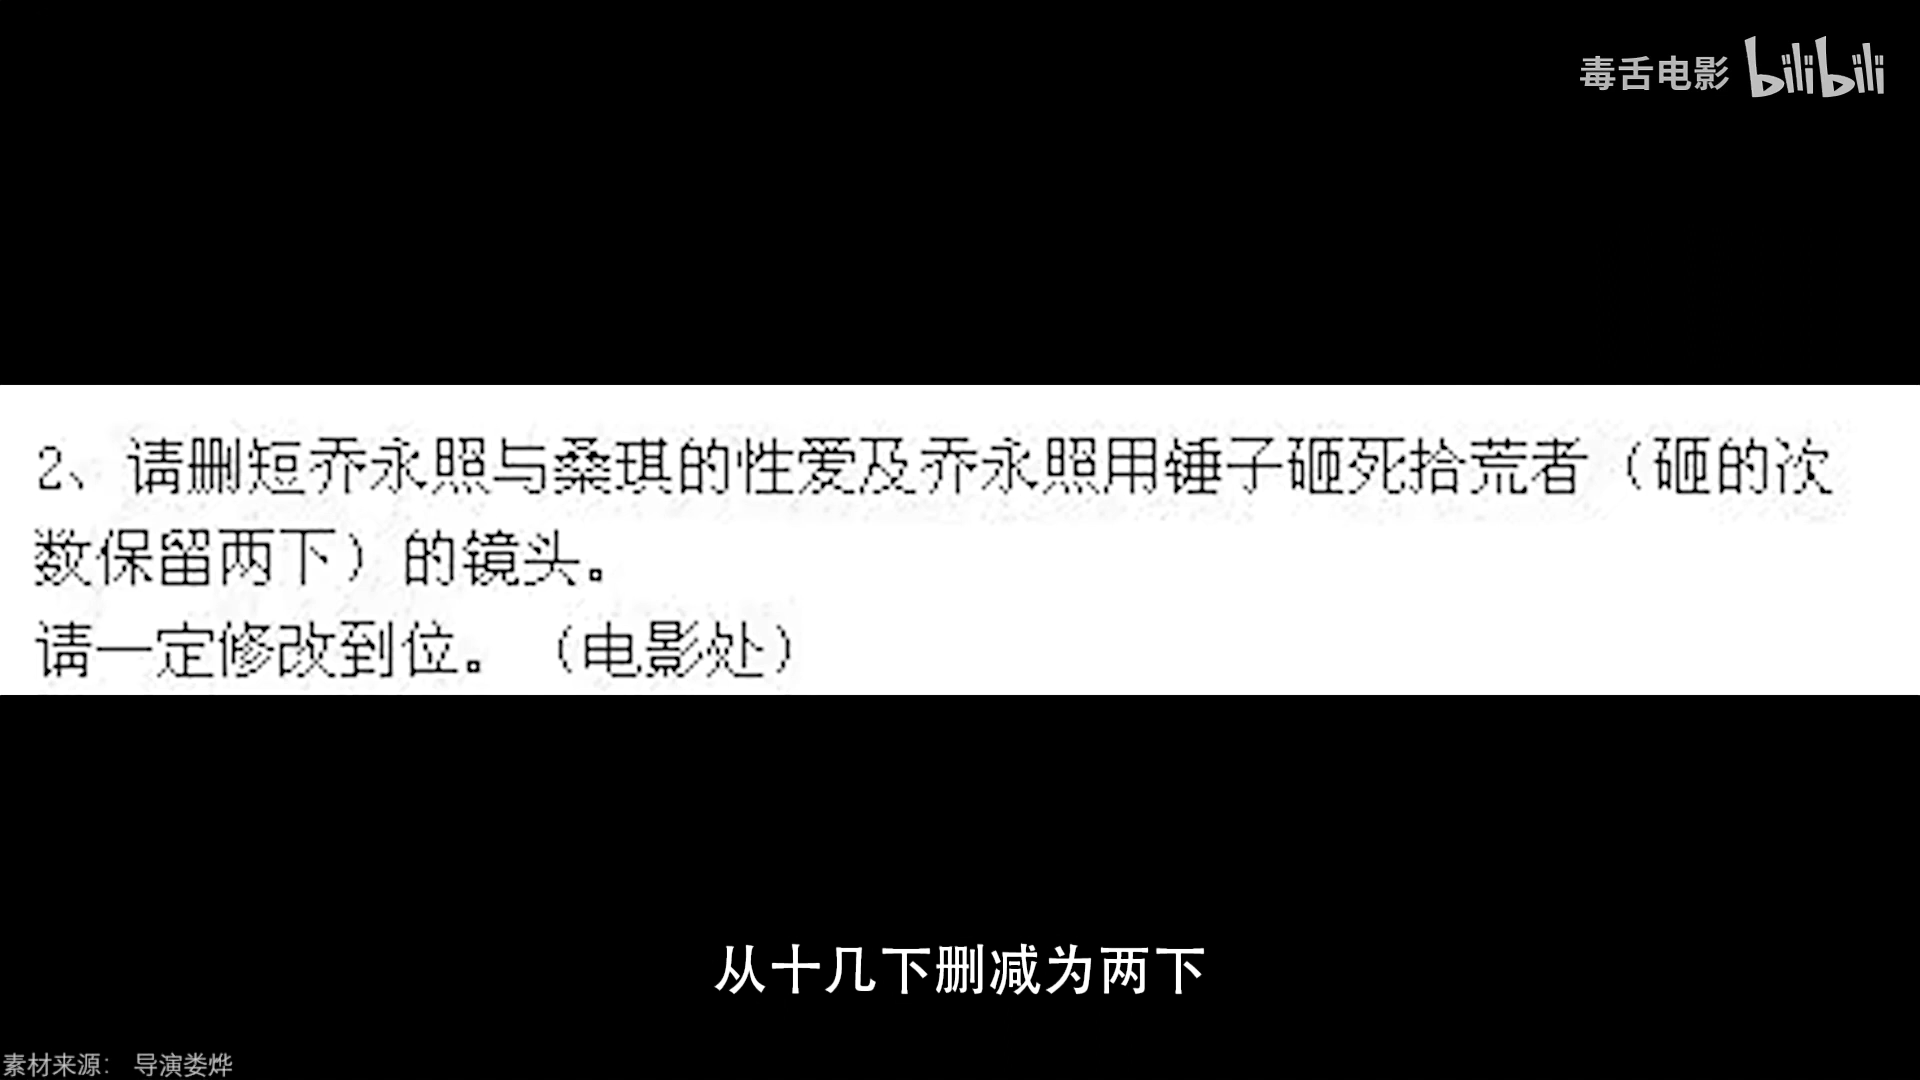 毒舌电影 bilibili
2、请删短乔永照与桑琪的性爱及乔永照用锤子砸死拾荒者（砸的次
数保留两下）的镜头。
请一定修改到位。（电影处）
从十几下删减为两下
素材来源： 导演娄烨